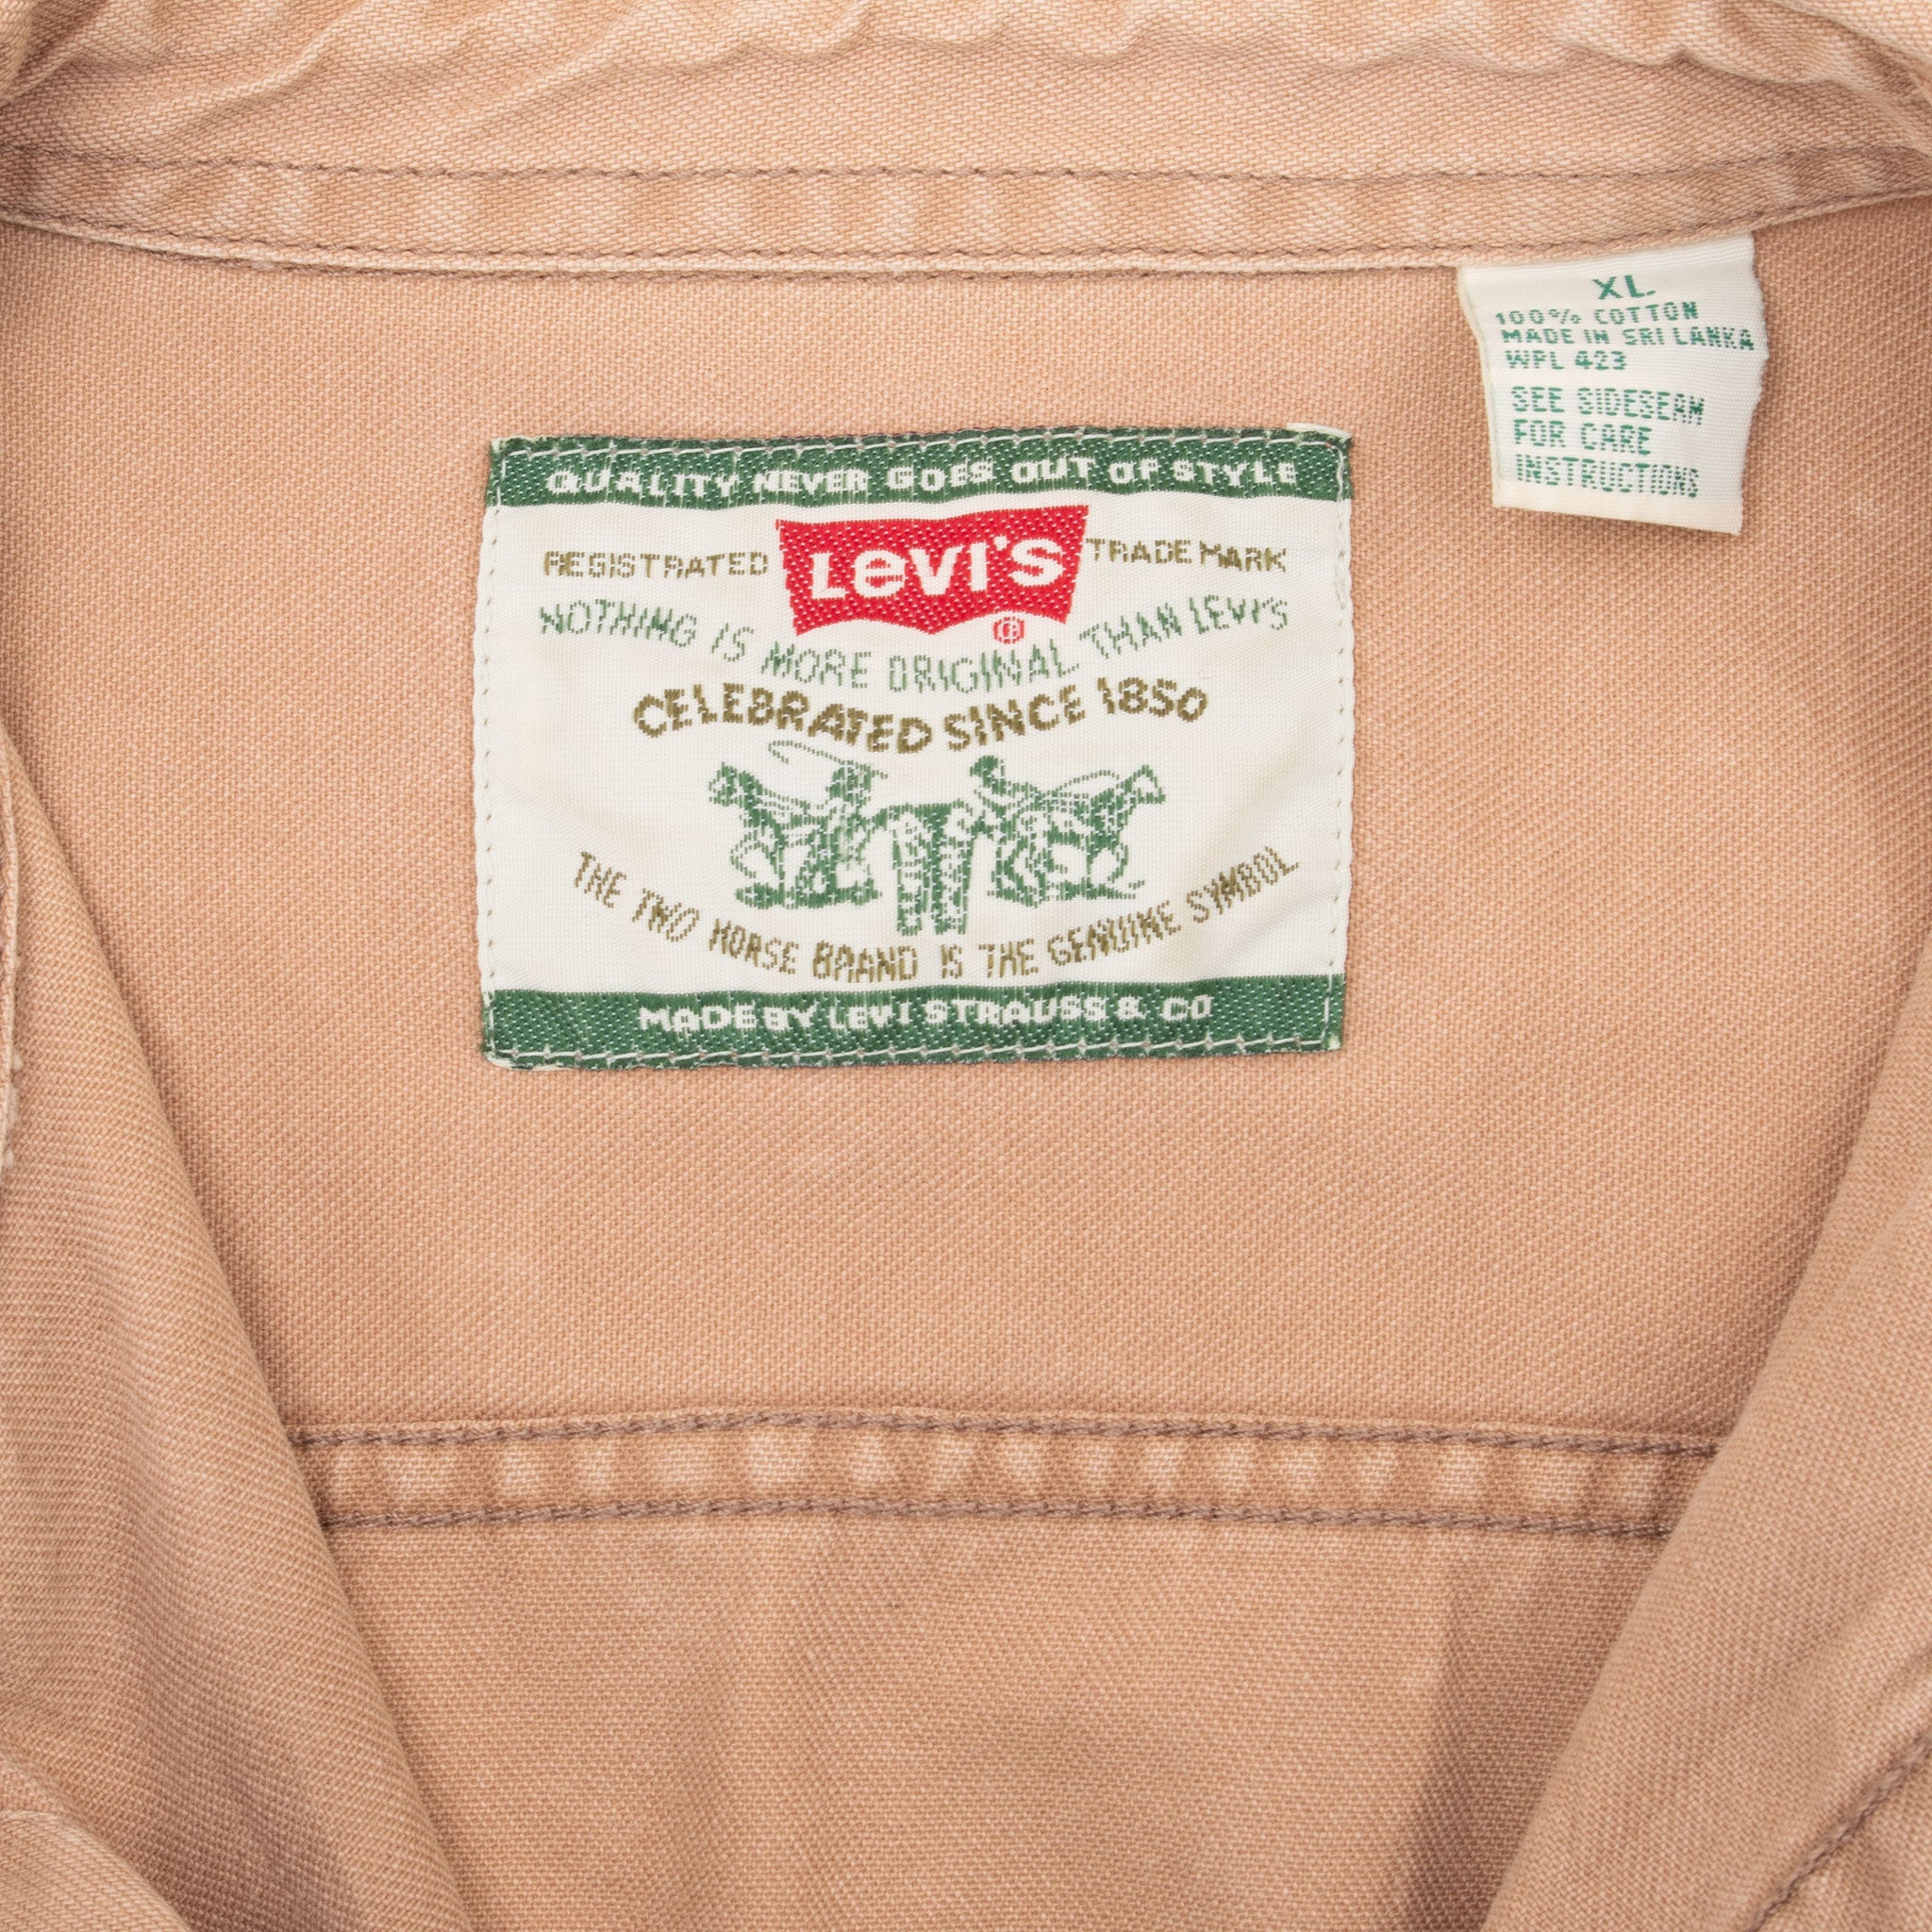 QUALITY NEVER GOES OUT OF STYLE
REGISTRATED LEVI'S TRADE MARK
®
NOTHING IS MORE ORIGINAL THAN LEVI'S
CELEBRATED SINCE 1850
THE TWO HORSE BRAND IS THE GENUINE SYMBOL
MADE BY LEVI STRAUSS & CO
XL
100% COTTON
MADE IN SRI LANKA
WPL 423
SEE SIDESEAM
FOR CARE
INSTRUCTIONS